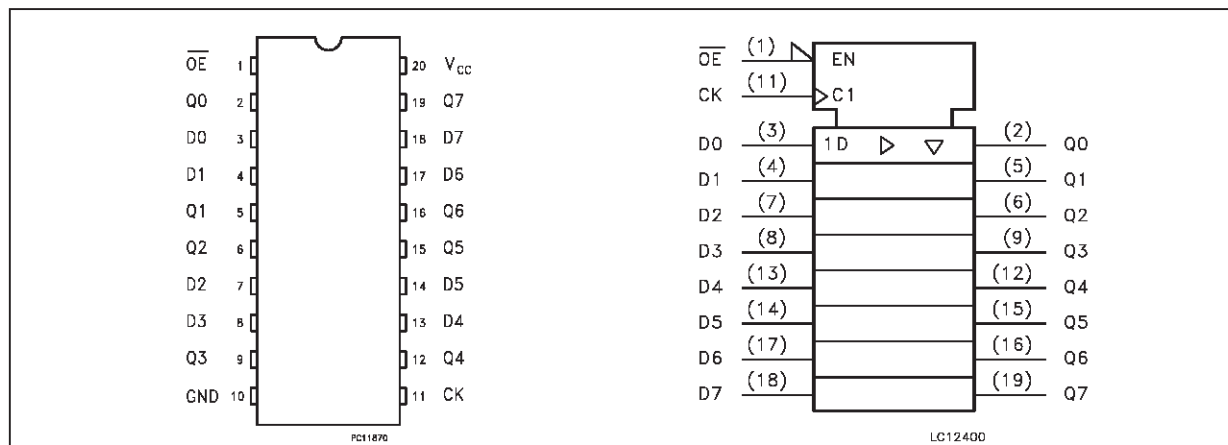 O̅E̅ 1 20 VCC
Q0 2 19 Q7
D0 3 18 D7
D1 4 17 D6
Q1 5 16 Q6
Q2 6 15 Q5
D2 7 14 D5
D3 8 13 D4
Q3 9 12 Q4
GND 10 11 CK
PC11870
O̅E̅ (1) EN
CK (11) C1
D0 (3) 1D (2) Q0
D1 (4) (5) Q1
D2 (7) (6) Q2
D3 (8) (9) Q3
D4 (13) (12) Q4
D5 (14) (15) Q5
D6 (17) (16) Q6
D7 (18) (19) Q7
LC12400